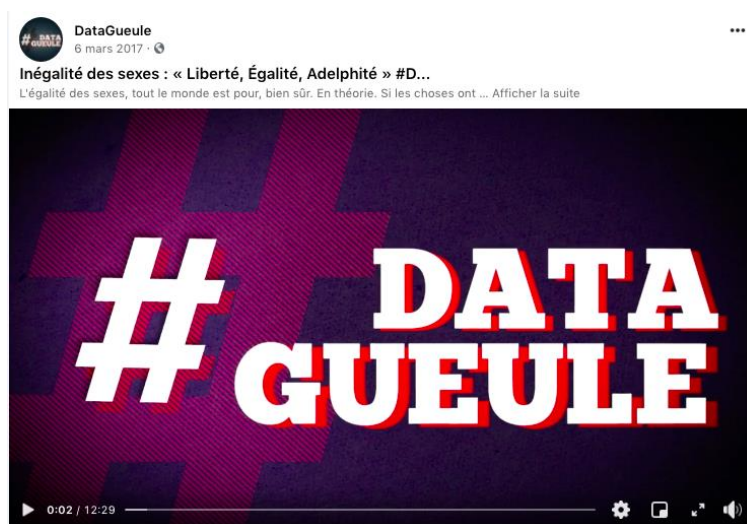 DataGueule
6 mars 2017 ·
Inégalité des sexes : « Liberté, Égalité, Adelphité » #D...
L'égalité des sexes, tout le monde est pour, bien sûr. En théorie. Si les choses ont ... Afficher la suite
# DATA
GUEULE
0:02 / 12:29